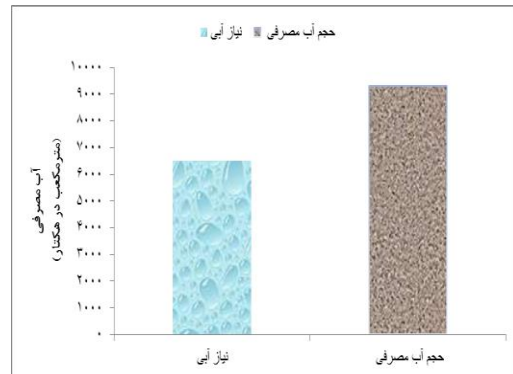 حجم آب مصرفی
نیاز آبی
۱۰۰۰۰
۹۰۰۰
۸۰۰۰
۷۰۰۰
۶۰۰۰
۵۰۰۰
۴۰۰۰
۳۰۰۰
۲۰۰۰
۱۰۰۰
۰
آب مصرفی
(مترمکعب در هکتار)
نیاز آبی
حجم آب مصرفی